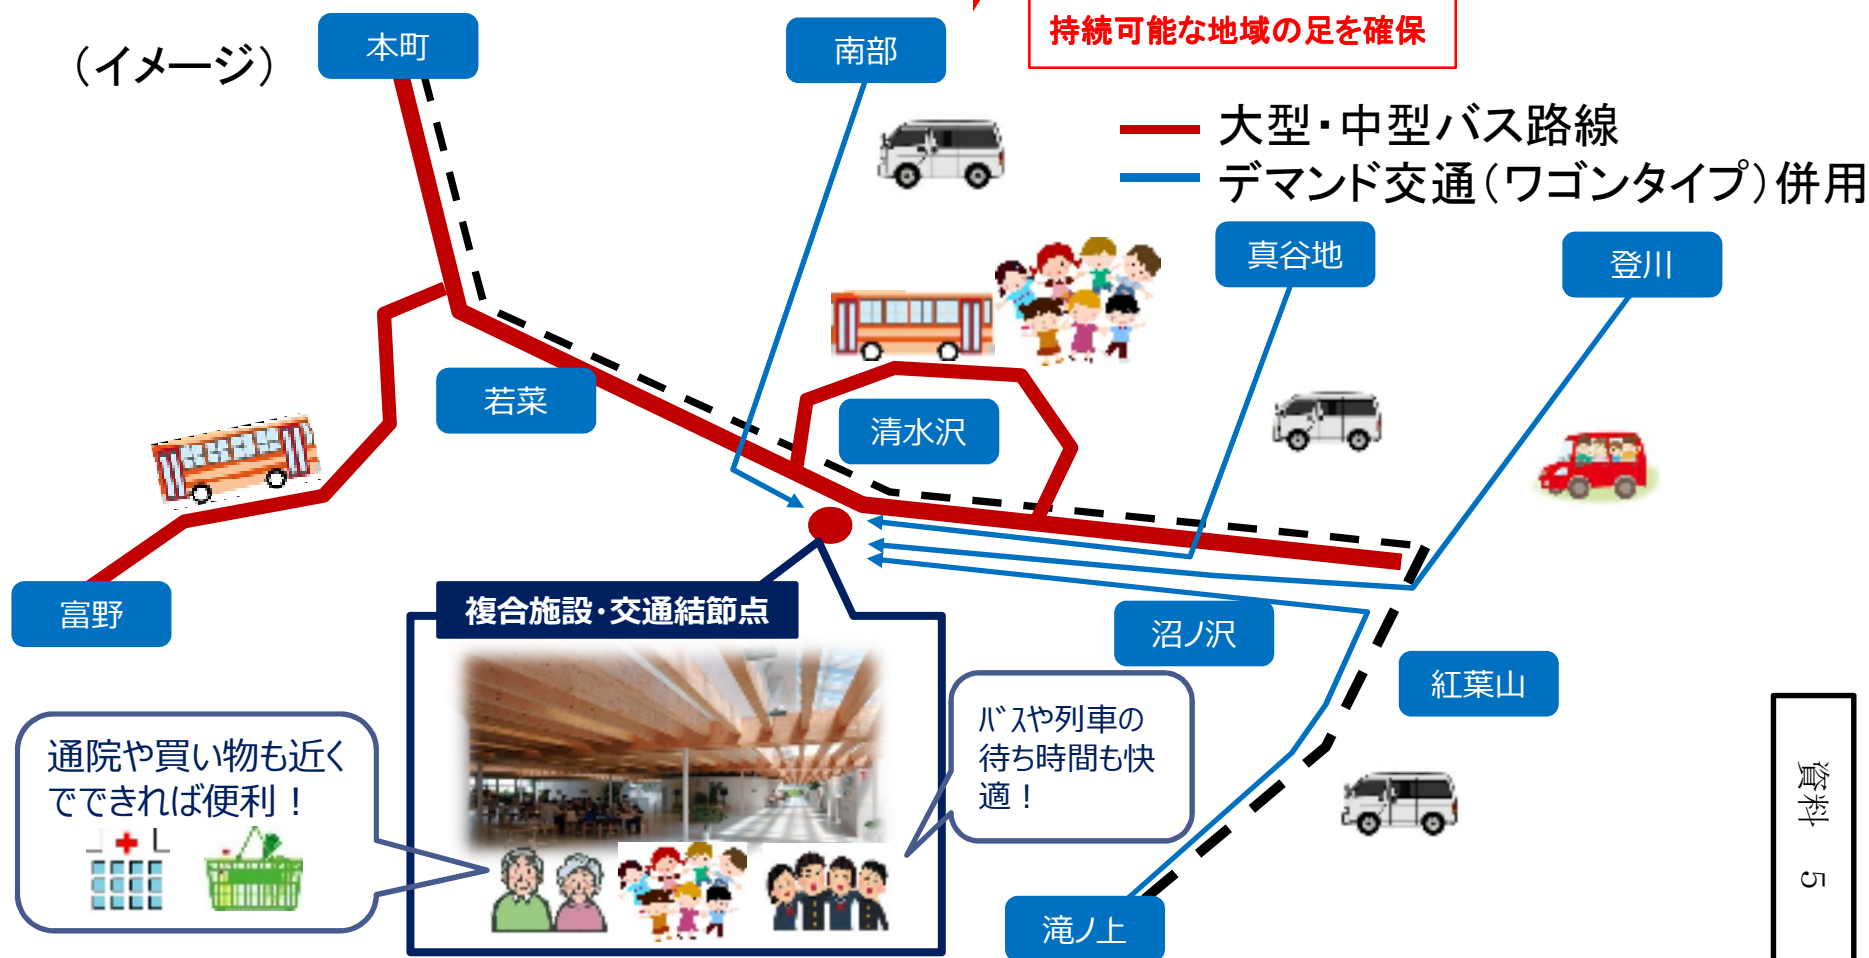 持続可能な地域の足を確保
(イメージ)
本町
南部
大型・中型バス路線
デマンド交通(ワゴンタイプ)併用
真谷地
登川
若菜
清水沢
富野
複合施設・交通結節点
沼ノ沢
紅葉山
通院や買い物も近く
でできれば便利!
バスや列車の
待ち時間も快
適!
滝ノ上
資料 5